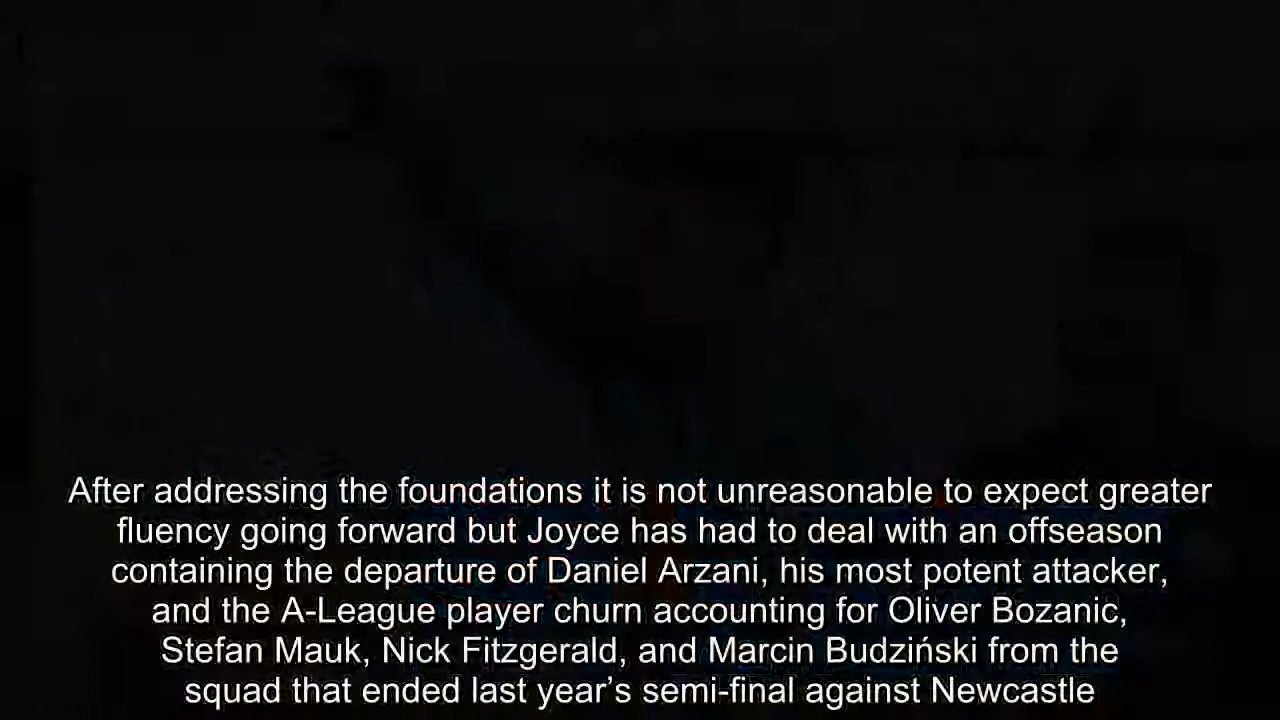 After addressing the foundations it is not unreasonable to expect greater
fluency going forward but Joyce has had to deal with an offseason
containing the departure of Daniel Arzani, his most potent attacker,
and the A-League player churn accounting for Oliver Bozanic,
Stefan Mauk, Nick Fitzgerald, and Marcin Budziński from the
squad that ended last year’s semi-final against Newcastle